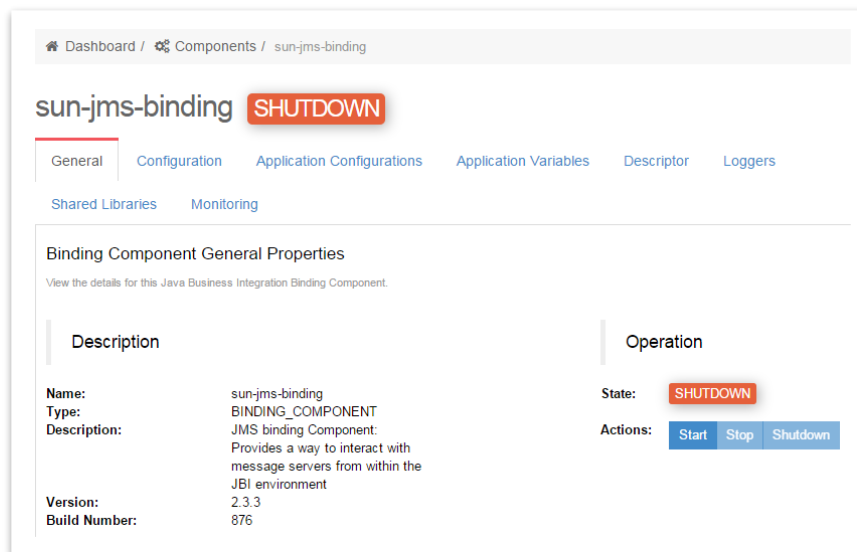 Dashboard / Components / sun-jms-binding
sun-jms-binding SHUTDOWN
General Configuration Application Configurations Application Variables Descriptor Loggers
Shared Libraries Monitoring
Binding Component General Properties
View the details for this Java Business Integration Binding Component.
Description Operation
Name: sun-jms-binding State: SHUTDOWN
Type: BINDING_COMPONENT
Description: JMS binding Component: Actions: Start Stop Shutdown
Provides a way to interact with
message servers from within the
JBI environment
Version: 2.3.3
Build Number: 876